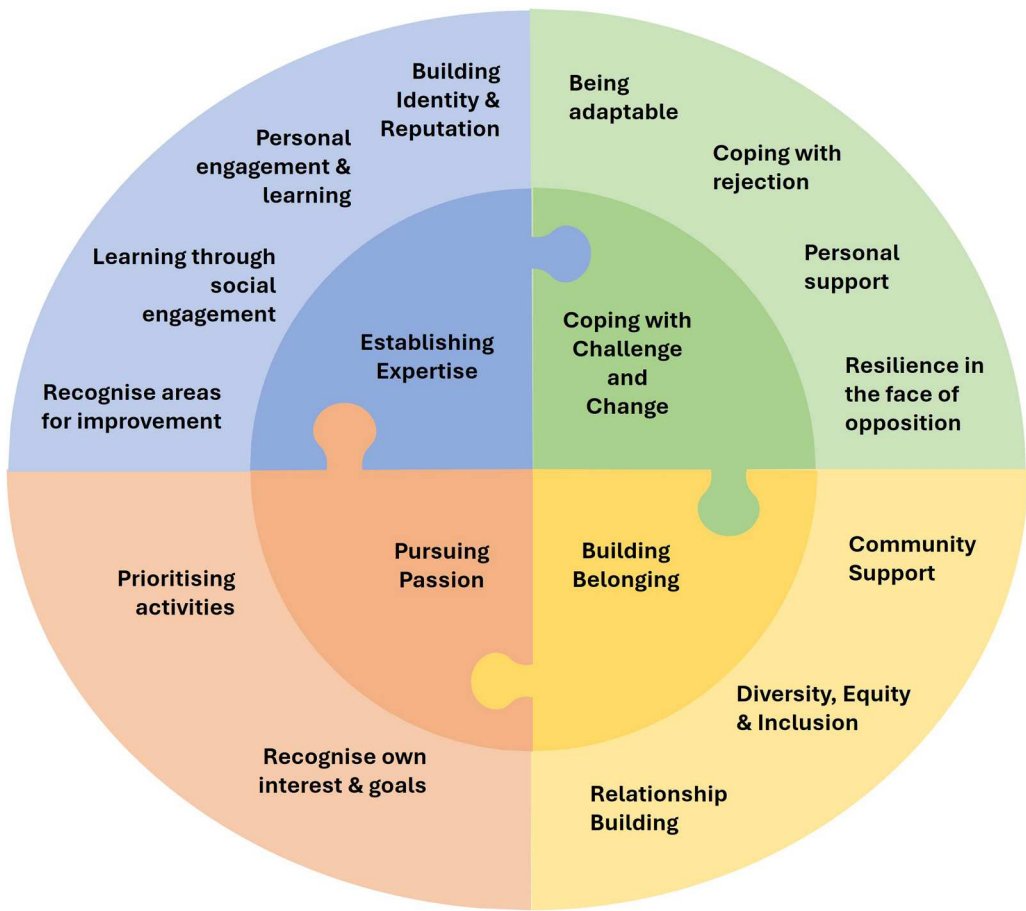 Building
Identity &
Reputation
Personal
engagement &
learning
Learning through
social
engagement
Recognise areas
for improvement
Establishing
Expertise
Being
adaptable
Coping with
rejection
Personal
support
Resilience in
the face of
opposition
Coping with
Challenge
and
Change
Prioritising
activities
Recognise own
interest & goals
Pursuing
Passion
Building
Belonging
Community
Support
Diversity, Equity
& Inclusion
Relationship
Building